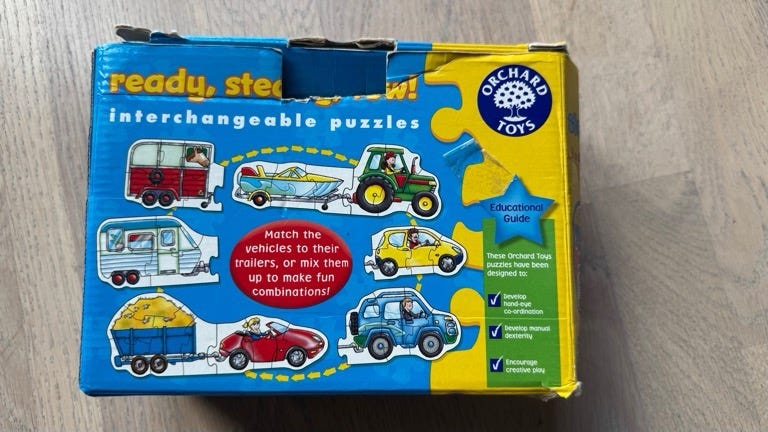 ready,
interchangeable puzzles
ORCHARD
TOYS
Match the
vehicles to their
trailers, or mix them
up to make fun
combinations!
Educational
Guide
These Orchard Toys
puzzles have been
designed to:
Develop
hand-eye
co-ordination
Develop manual
dexterity
Encourage
creative play